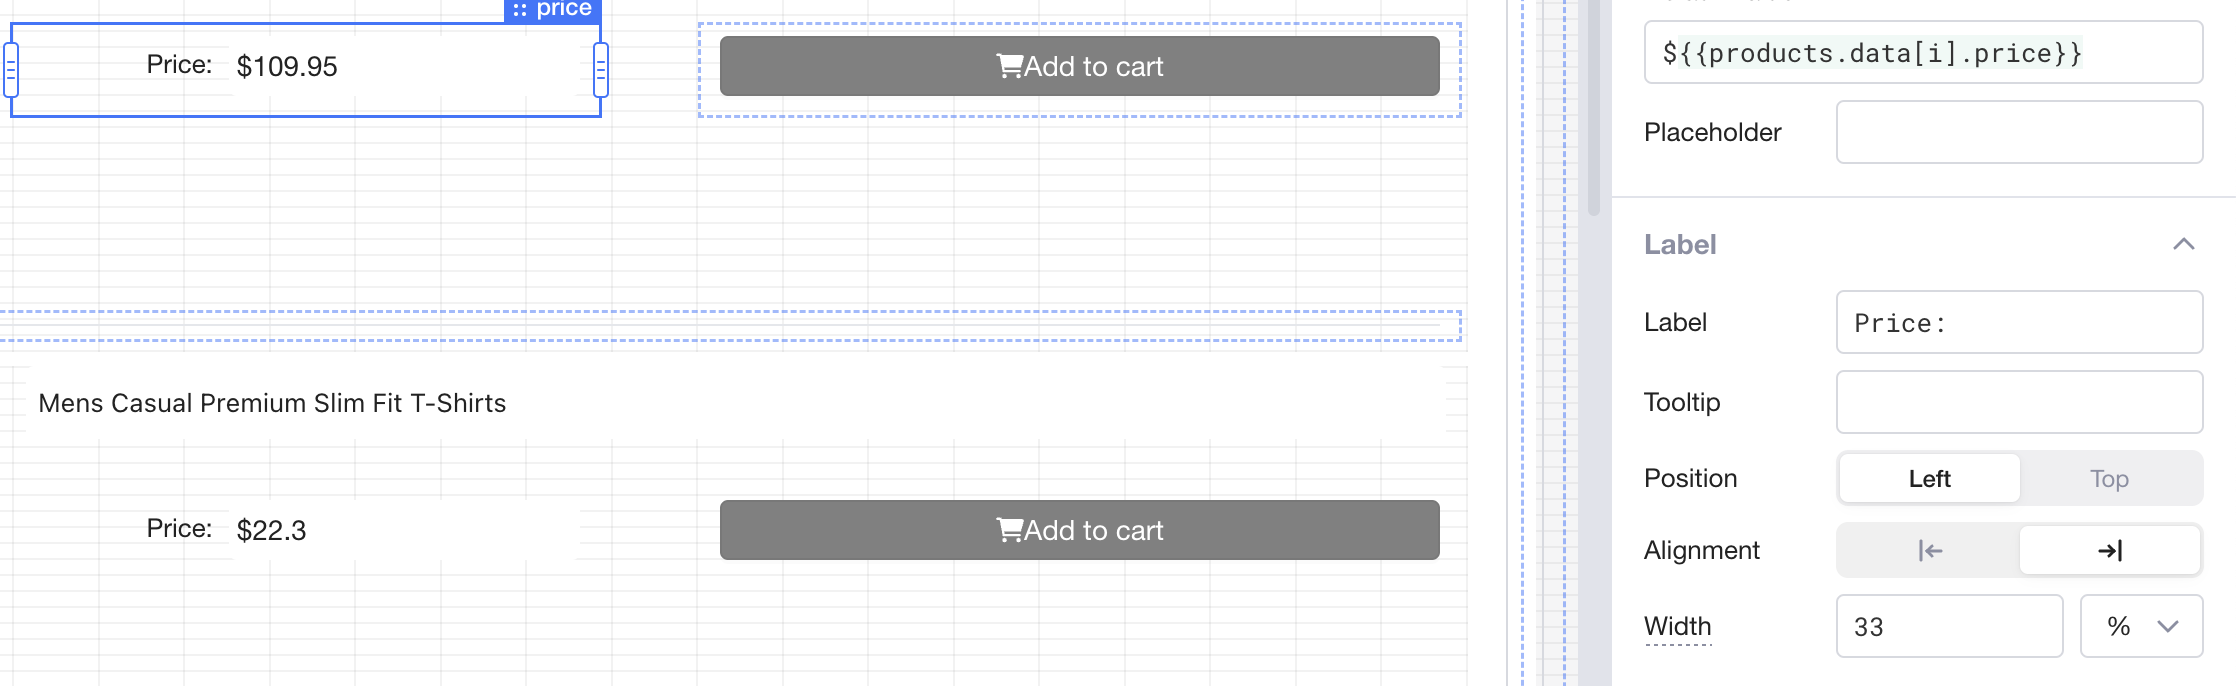 price
Price: $109.95
Add to cart
Mens Casual Premium Slim Fit T-Shirts
Price: $22.3
Add to cart
${{products.data[i].price}}
Placeholder
Label
Label
Price:
Tooltip
Position
Left
Top
Alignment
Width
33
%